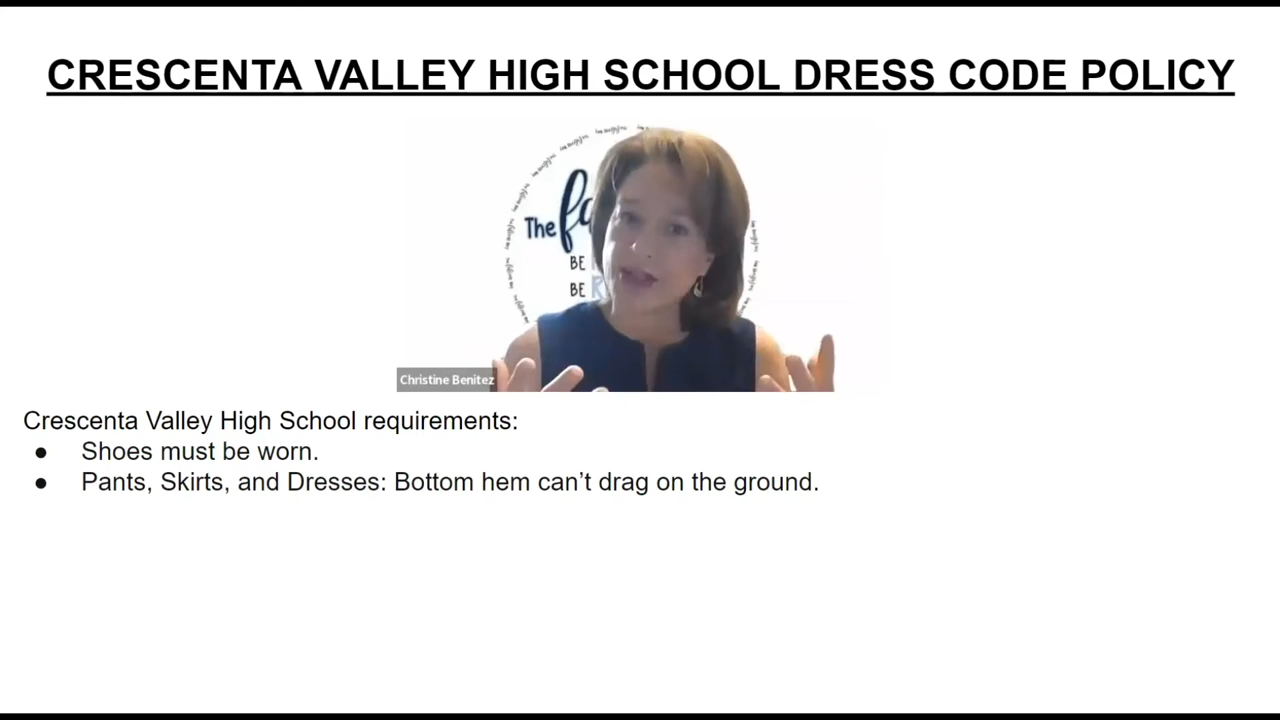 CRESCENTA VALLEY HIGH SCHOOL DRESS CODE POLICY
The
BE
BE R
Christine Benitez
Crescenta Valley High School requirements:
● Shoes must be worn.
● Pants, Skirts, and Dresses: Bottom hem can’t drag on the ground.